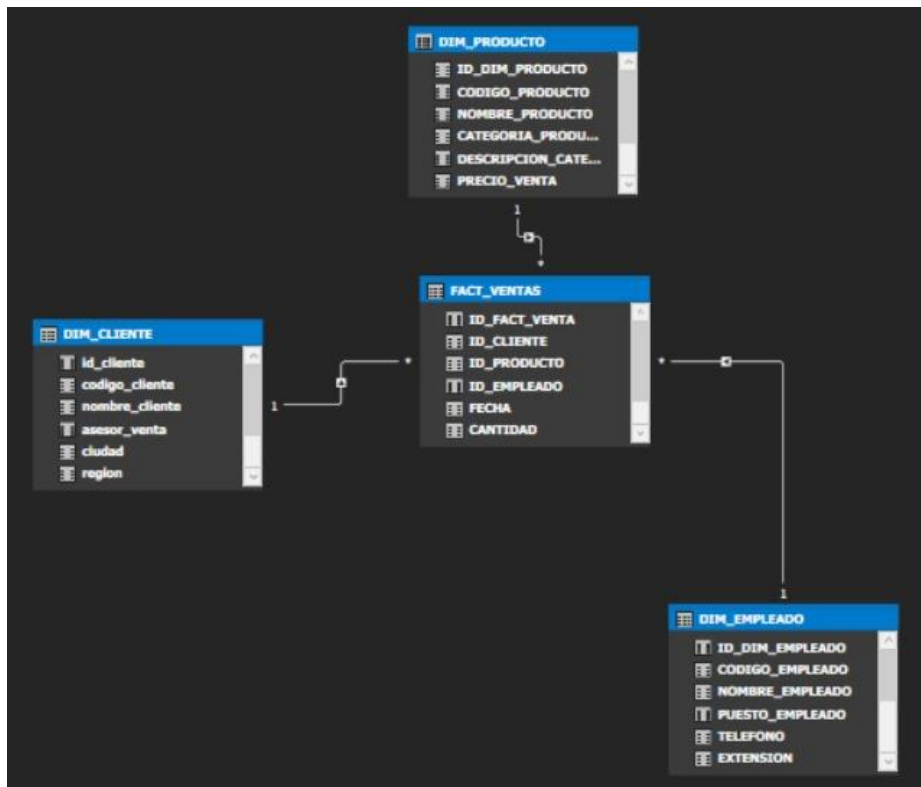 DIM_PRODUCTO
ID_DIM_PRODUCTO
CODIGO_PRODUCTO
NOMBRE_PRODUCTO
CATEGORIA_PRODU...
DESCRIPCION_CATE...
PRECIO_VENTA
1
*
FACT_VENTAS
ID_FACT_VENTA
ID_CLIENTE
ID_PRODUCTO
ID_EMPLEADO
FECHA
CANTIDAD
*
*
DIM_CLIENTE
id_cliente
codigo_cliente
nombre_cliente
asesor_venta
ciudad
region
1
1
DIM_EMPLEADO
ID_DIM_EMPLEADO
CODIGO_EMPLEADO
NOMBRE_EMPLEADO
PUESTO_EMPLEADO
TELEFONO
EXTENSION